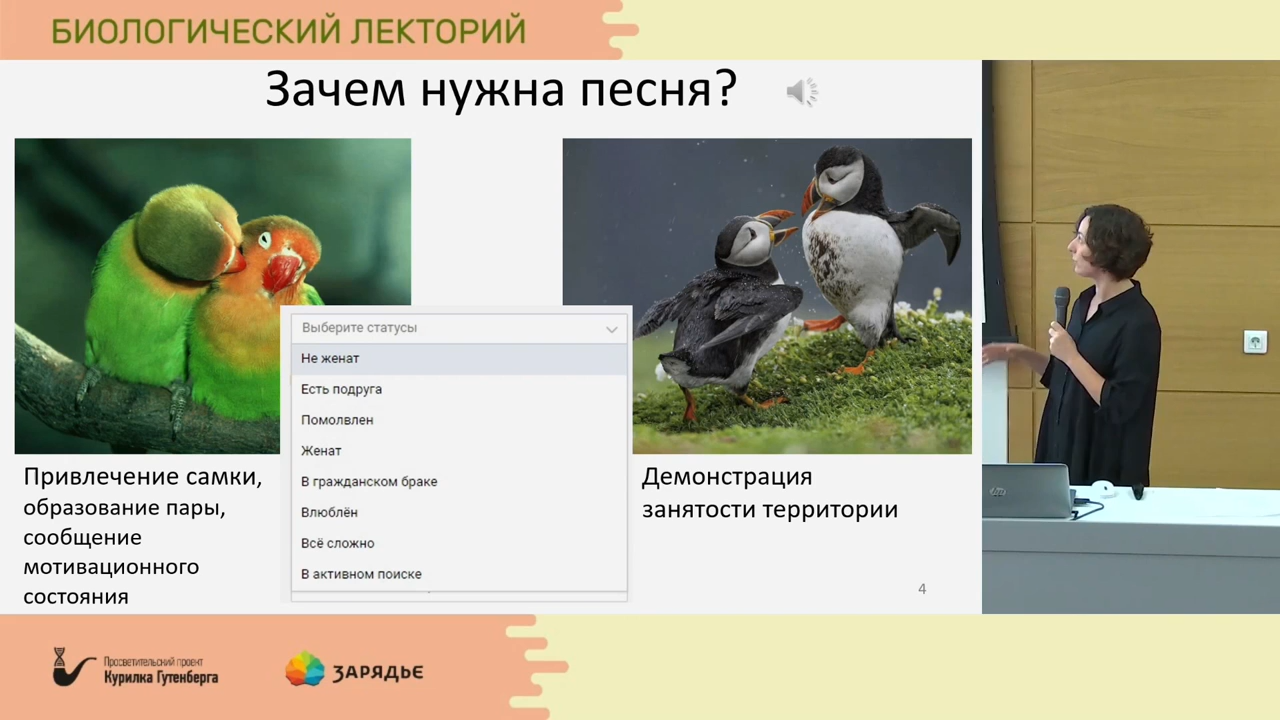 БИОЛОГИЧЕСКИЙ ЛЕКТОРИЙ
Зачем нужна песня?
Привлечение самки,
образование пары,
сообщение
мотивационного
состояния
Выберите статусы
Не женат
Есть подруга
Помолвлен
Женат
В гражданском браке
Влюблён
Всё сложно
В активном поиске
Демонстрация
занятости территории
4
Просветительский проект
Курилка Гутенберга
ЗАРЯДЬЕ